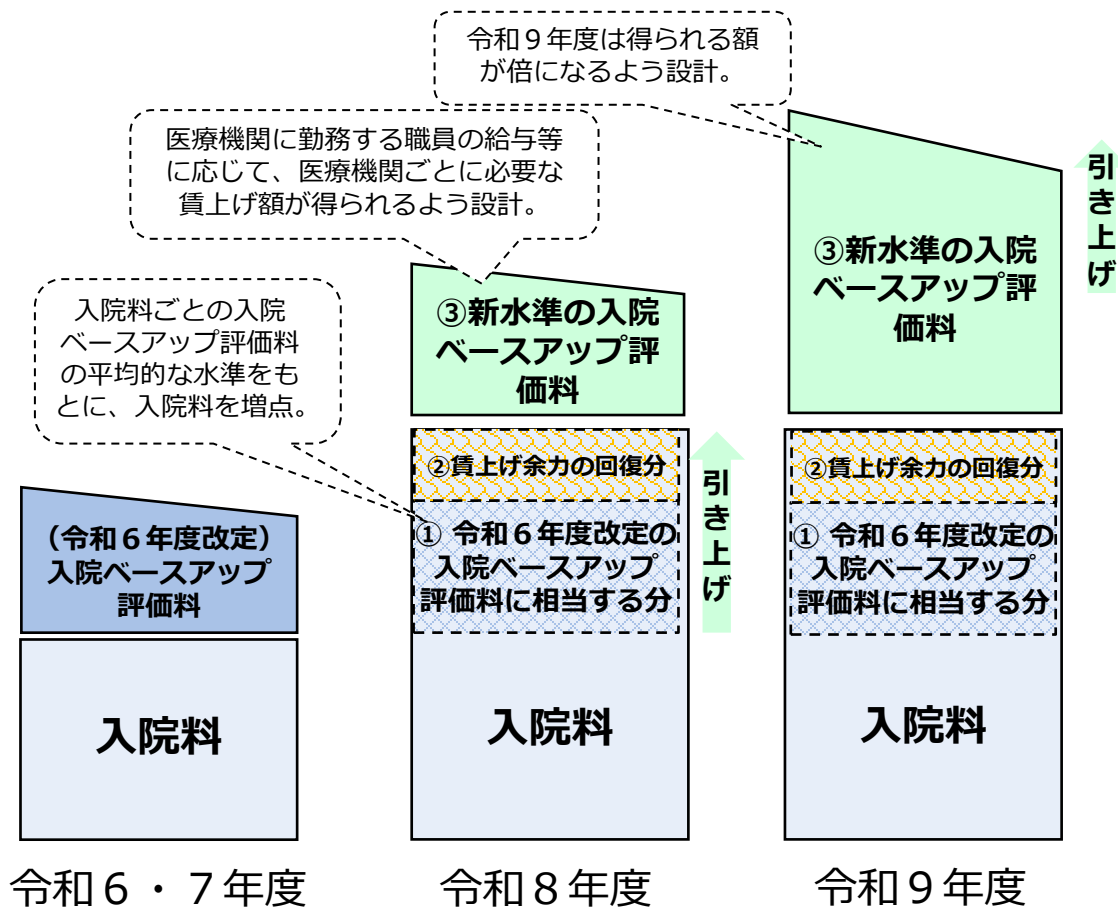 令和９年度は得られる額
が倍になるよう設計。
医療機関に勤務する職員の給与等
に応じて、医療機関ごとに必要な
賃上げ額が得られるよう設計。
入院料ごとの入院
ベースアップ評価料
の平均的な水準をも
とに、入院料を増点。
（令和６年度改定）
入院ベースアップ
評価料
入院料
令和６・７年度
③新水準の入院
ベースアップ評
価料
②賃上げ余力の回復分
① 令和６年度改定の
入院ベースアップ
評価料に相当する分
入院料
引き上げ
令和８年度
③新水準の入院
ベースアップ評
価料
②賃上げ余力の回復分
① 令和６年度改定の
入院ベースアップ
評価料に相当する分
入院料
引き上げ
令和９年度